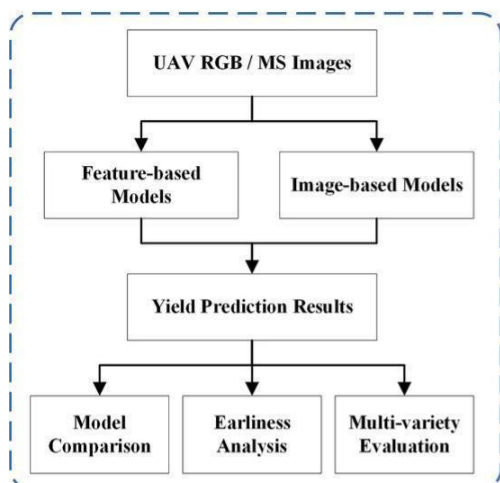 UAV RGB / MS Images
Feature-based
Models
Image-based Models
Yield Prediction Results
Model
Comparison
Earliness
Analysis
Multi-variety
Evaluation